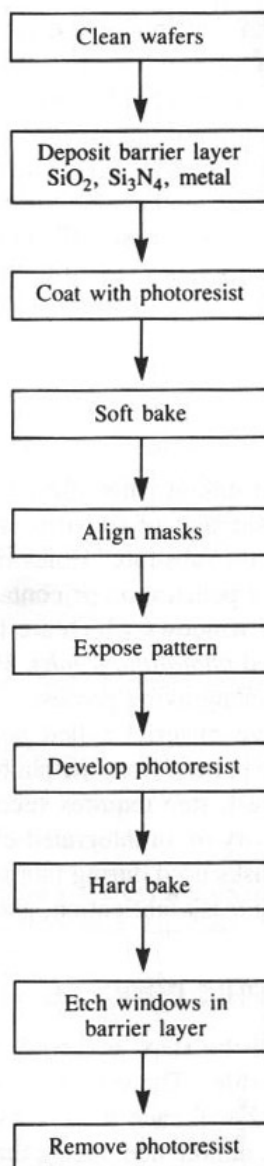 Clean wafers
Deposit barrier layer
SiO₂, Si₃N₄, metal
Coat with photoresist
Soft bake
Align masks
Expose pattern
Develop photoresist
Hard bake
Etch windows in
barrier layer
Remove photoresist